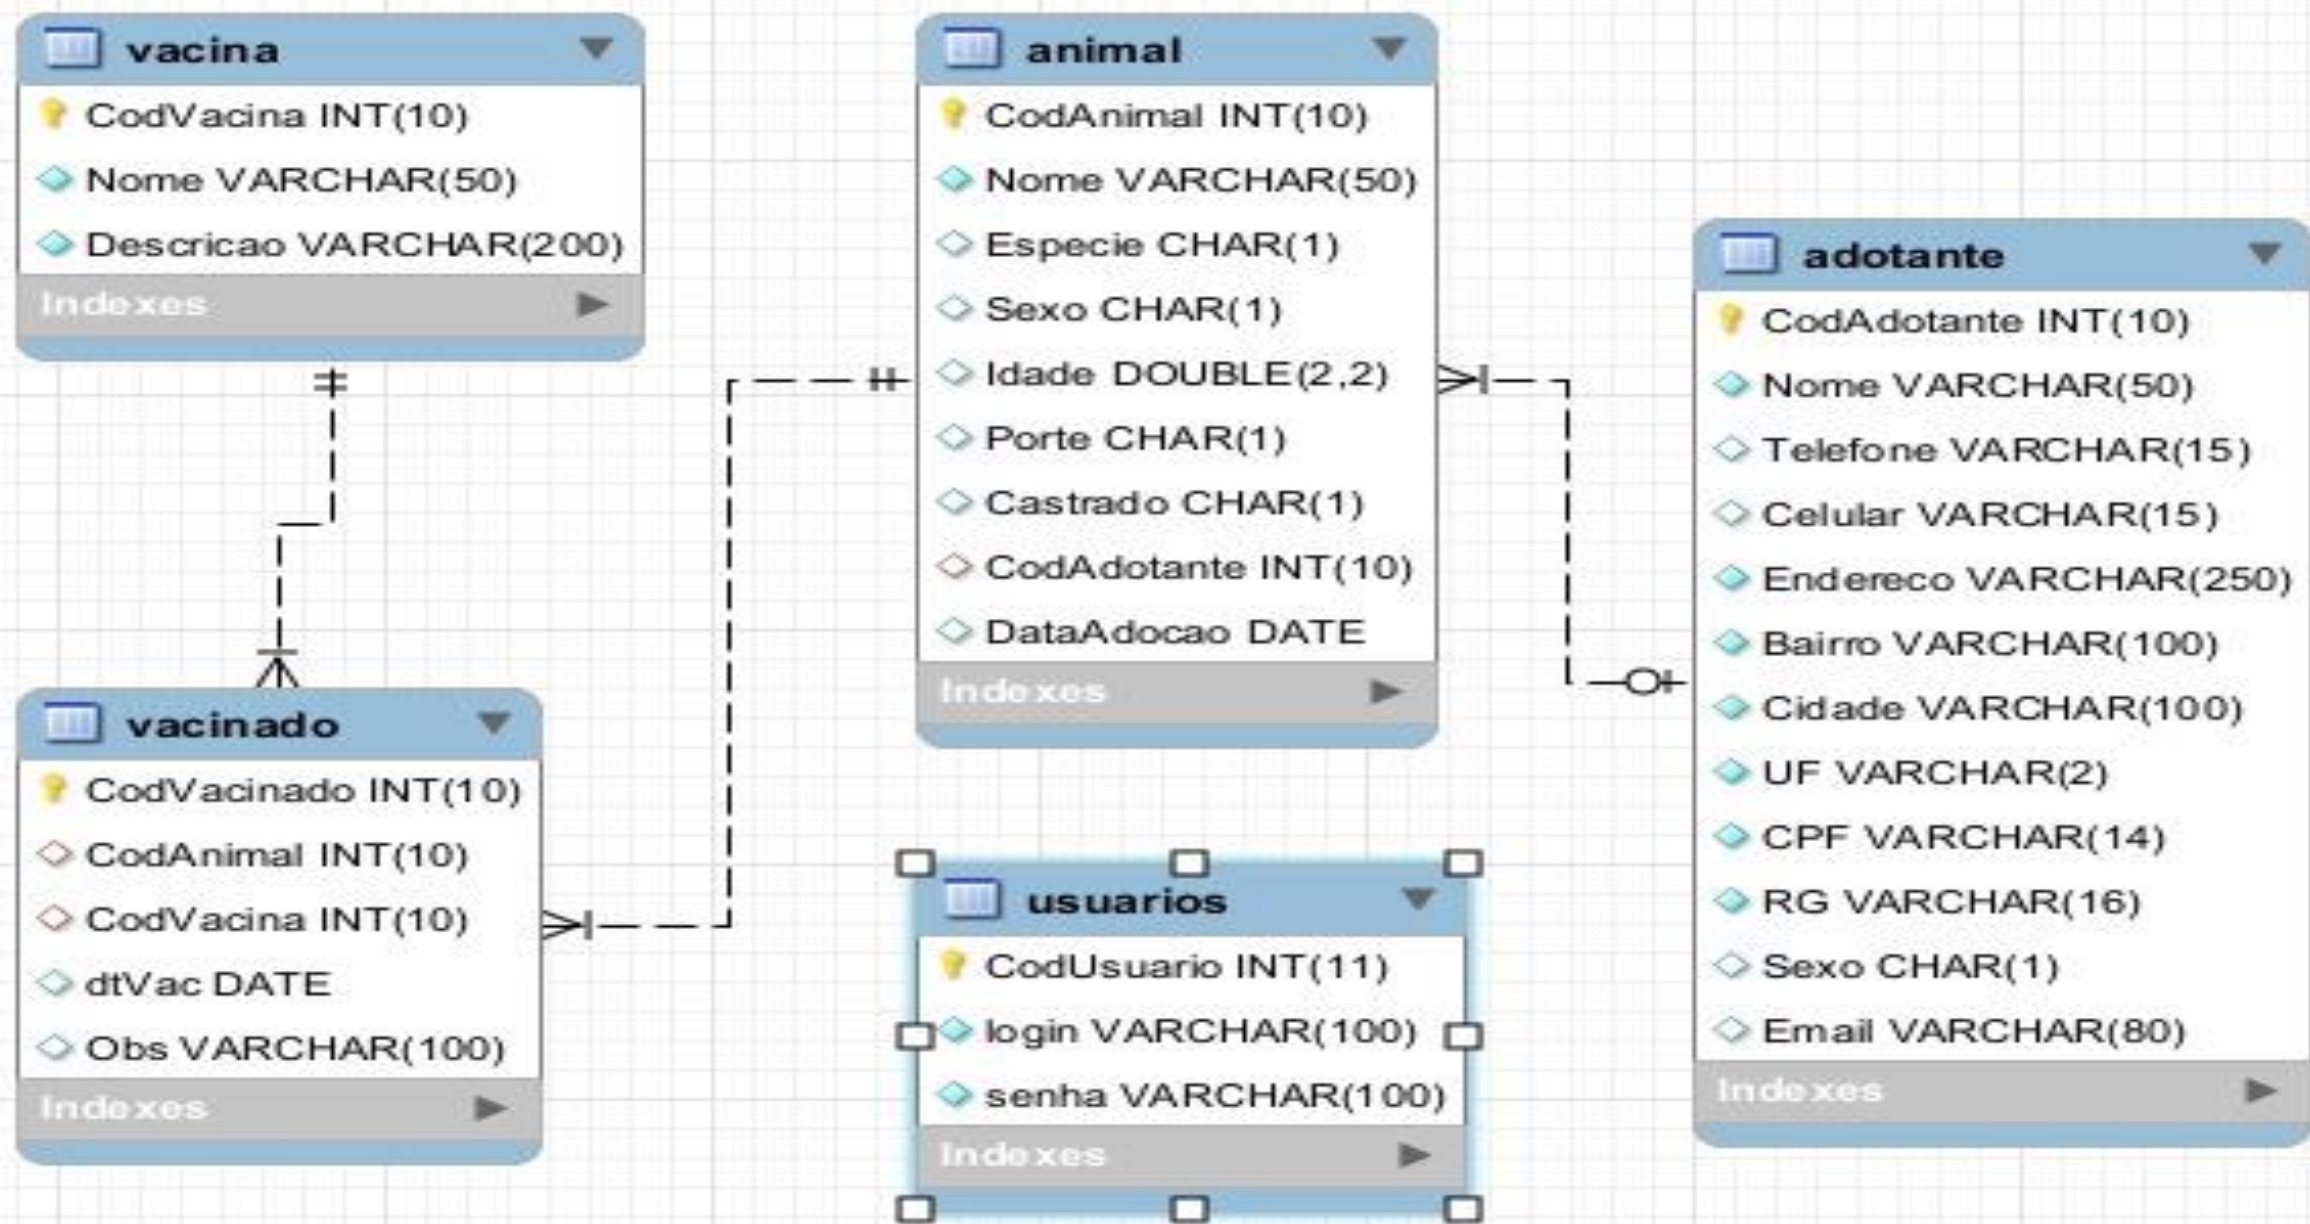 vacina
CodVacina INT(10)
Nome VARCHAR(50)
Descricao VARCHAR(200)
Indexes
animal
CodAnimal INT(10)
Nome VARCHAR(50)
Especie CHAR(1)
Sexo CHAR(1)
Idade DOUBLE(2,2)
Porte CHAR(1)
Castrado CHAR(1)
CodAdotante INT(10)
DataAdocao DATE
Indexes
adotante
CodAdotante INT(10)
Nome VARCHAR(50)
Telefone VARCHAR(15)
Celular VARCHAR(15)
Endereco VARCHAR(250)
Bairro VARCHAR(100)
Cidade VARCHAR(100)
UF VARCHAR(2)
CPF VARCHAR(14)
RG VARCHAR(16)
Sexo CHAR(1)
Email VARCHAR(80)
Indexes
vacinado
CodVacinado INT(10)
CodAnimal INT(10)
CodVacina INT(10)
dtVac DATE
Obs VARCHAR(100)
Indexes
usuarios
CodUsuario INT(11)
login VARCHAR(100)
senha VARCHAR(100)
Indexes